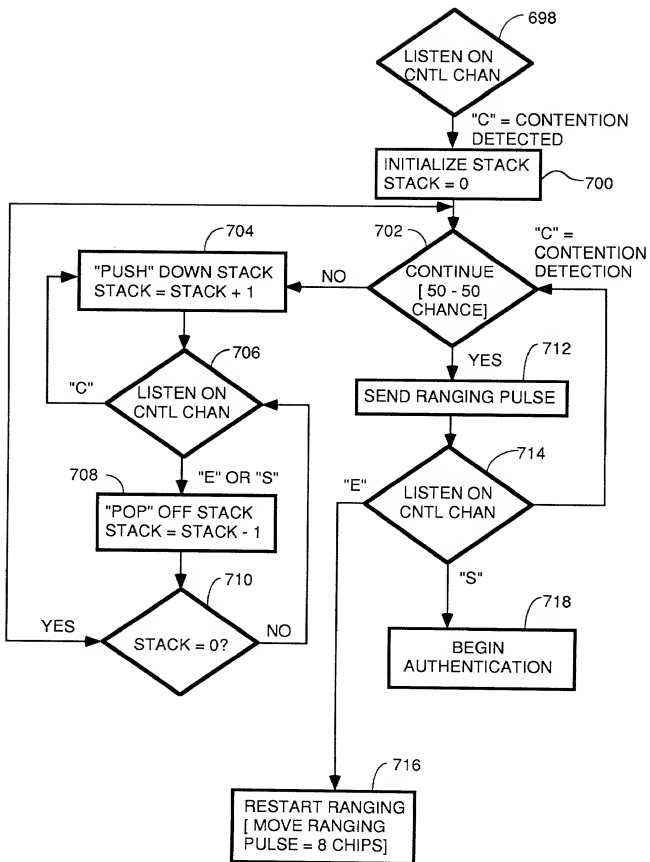 698
LISTEN ON
CNTL CHAN
"C" = CONTENTION
DETECTED
INITIALIZE STACK
STACK = 0
700
704
"PUSH" DOWN STACK
STACK = STACK + 1
NO
702
CONTINUE
[ 50 - 50
CHANCE]
"C" =
CONTENTION
DETECTION
YES
712
SEND RANGING PULSE
706
LISTEN ON
CNTL CHAN
"C"
"E" OR "S"
708
"POP" OFF STACK
STACK = STACK - 1
710
STACK = 0?
YES
NO
714
LISTEN ON
CNTL CHAN
"E"
"S"
718
BEGIN
AUTHENTICATION
716
RESTART RANGING
[ MOVE RANGING
PULSE = 8 CHIPS]